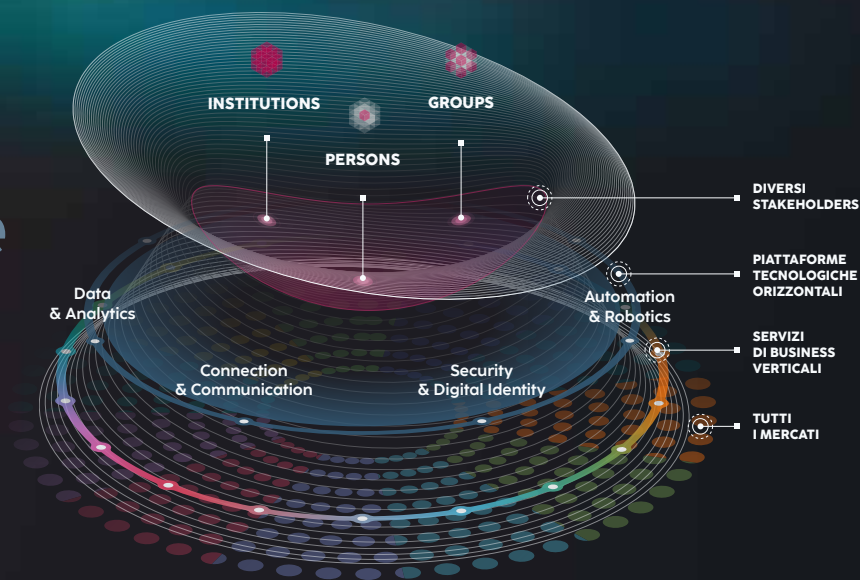 INSTITUTIONS
GROUPS
PERSONS
DIVERSI
STAKEHOLDERS
PIATTAFORME
TECNOLOGICHE
ORIZZONTALI
Data
& Analytics
Automation
& Robotics
SERVIZI
DI BUSINESS
VERTICALI
Connection
& Communication
Security
& Digital Identity
TUTTI
I MERCATI